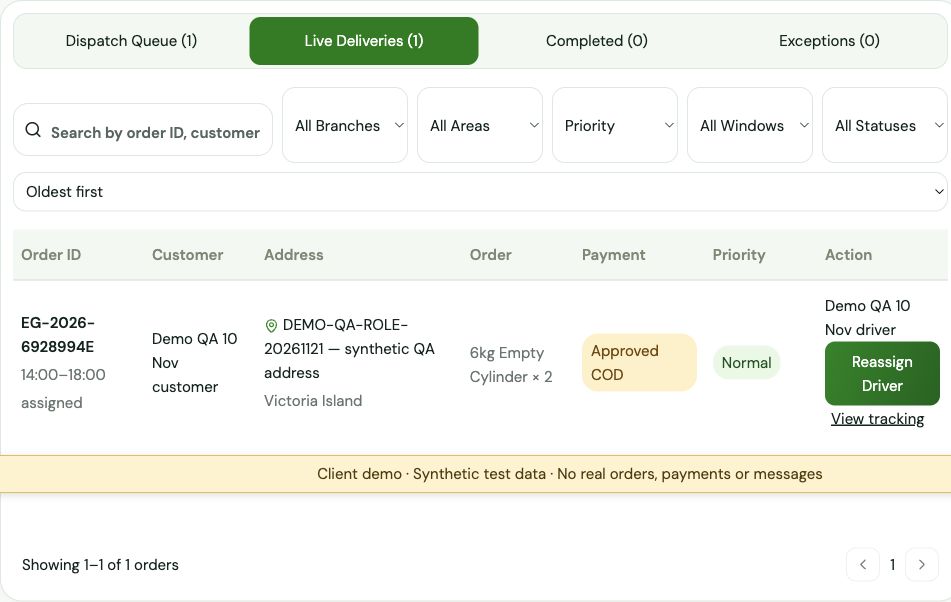 Dispatch Queue (1)
Live Deliveries (1)
Completed (0)
Exceptions (0)
Search by order ID, customer
All Branches
All Areas
Priority
All Windows
All Statuses
Oldest first
Order ID
Customer
Address
Order
Payment
Priority
Action
EG-2026-
6928994E
14:00–18:00
assigned
Demo QA 10
Nov
customer
DEMO-QA-ROLE-
20261121 — synthetic QA
address
Victoria Island
6kg Empty
Cylinder × 2
Approved
COD
Normal
Demo QA 10
Nov driver
Reassign
Driver
View tracking
Client demo · Synthetic test data · No real orders, payments or messages
Showing 1–1 of 1 orders
1